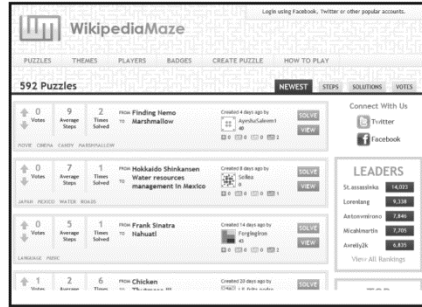 Login using Facebook, Twitter or other popular accounts.
WikipediaMaze
PUZZLES THEMES PLAYERS BADGES CREATE PUZZLE HOW TO PLAY
592 Puzzles
NEWEST STEPS SOLUTIONS VOTES
0 Votes
9 Average Steps
2 Times Solved
FROM Finding Nemo
TO Marshmallow
Created 4 days ago by
SOLVE
VIEW
MOVIE CINEMA CANDY MARSHMALLOW
0 Votes
7 Average Steps
1 Times Solved
FROM Hokkaido Shinkansen
TO Water resources
management in Mexico
Created 8 days ago by
SOLVE
VIEW
JAPAN MEXICO WATER ROADS
0 Votes
5 Average Steps
1 Times Solved
FROM Frank Sinatra
TO Nahuatl
Created 14 days ago by
SOLVE
VIEW
LANGUAGE MUSIC
1
2 Average
6 Times
FROM Chicken
Created 20 days ago by
SOLVE
Connect With Us
Twitter
Facebook
LEADERS
14,023
Lorenlang 9,338
7,846
Micahmartin 7,705
6,835
View All Rankings